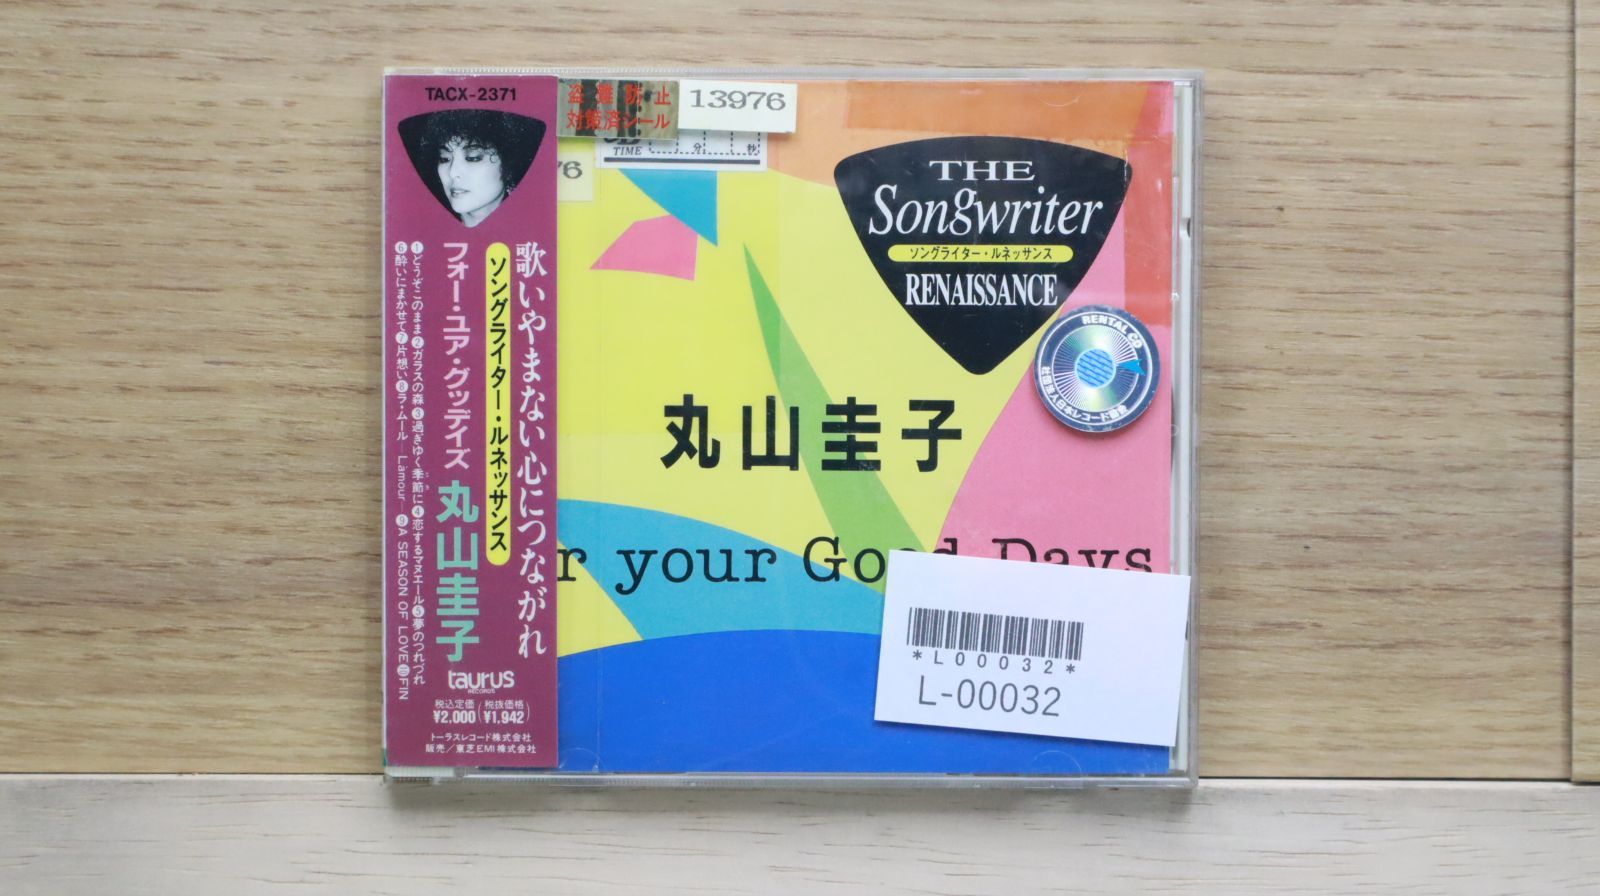 TACX-2371
歌いやまない心につながれ
ソングライター・ルネッサンス
フォー・ユア・グッデイズ 丸山圭子
①どうぞこのまま②ガラスの森③過ぎゆく季節に④恋するマヌエール⑤夢のつれづれ
⑥酔いにまかせて⑦片想い⑧ラ・ムール—L'amour—⑨A SEASON OF LOVE⑩FIN
taurus
RECORDS
税込定価 (税抜価格)
¥2,000 (¥1,942)
トーラスレコード株式会社
販売／東芝EMI株式会社
盗難防止
対策済シール
13976
TIME 分 秒
76
THE
Songwriter
ソングライター・ルネッサンス
RENAISSANCE
RENTAL CD
丸山圭子
r your Good Days
*L00032*
L-00032